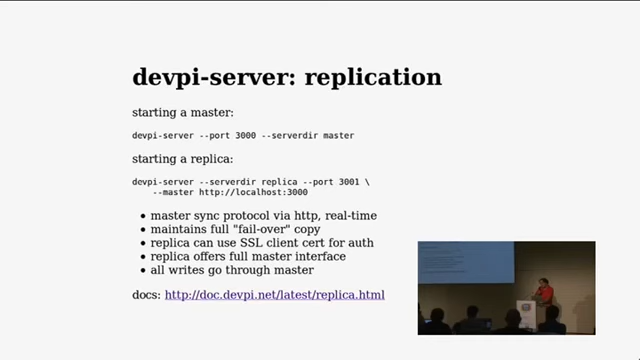 devpi-server: replication
starting a master:
devpi-server --port 3000 --serverdir master
starting a replica:
devpi-server --serverdir replica --port 3001 \
--master http://localhost:3000
• master sync protocol via http, real-time
• maintains full "fail-over" copy
• replica can use SSL client cert for auth
• replica offers full master interface
• all writes go through master
docs: http://doc.devpi.net/latest/replica.html